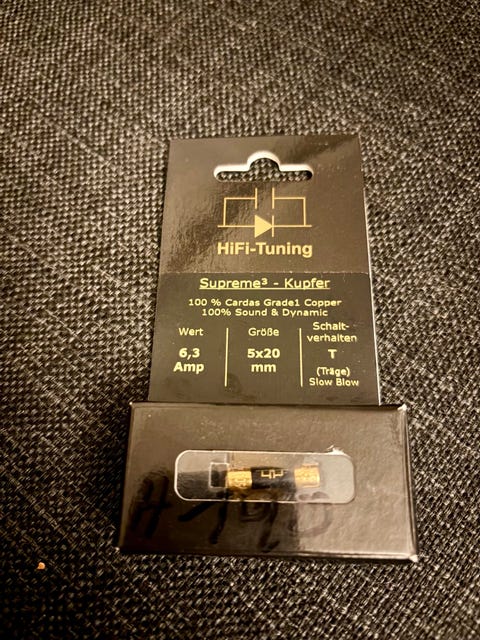 HiFi-Tuning
Supreme³ - Kupfer
100 % Cardas Grade1 Copper
100% Sound & Dynamic
Wert
6,3
Amp
Größe
5x20
mm
Schalt-
verhalten
T
(Träge)
Slow Blow